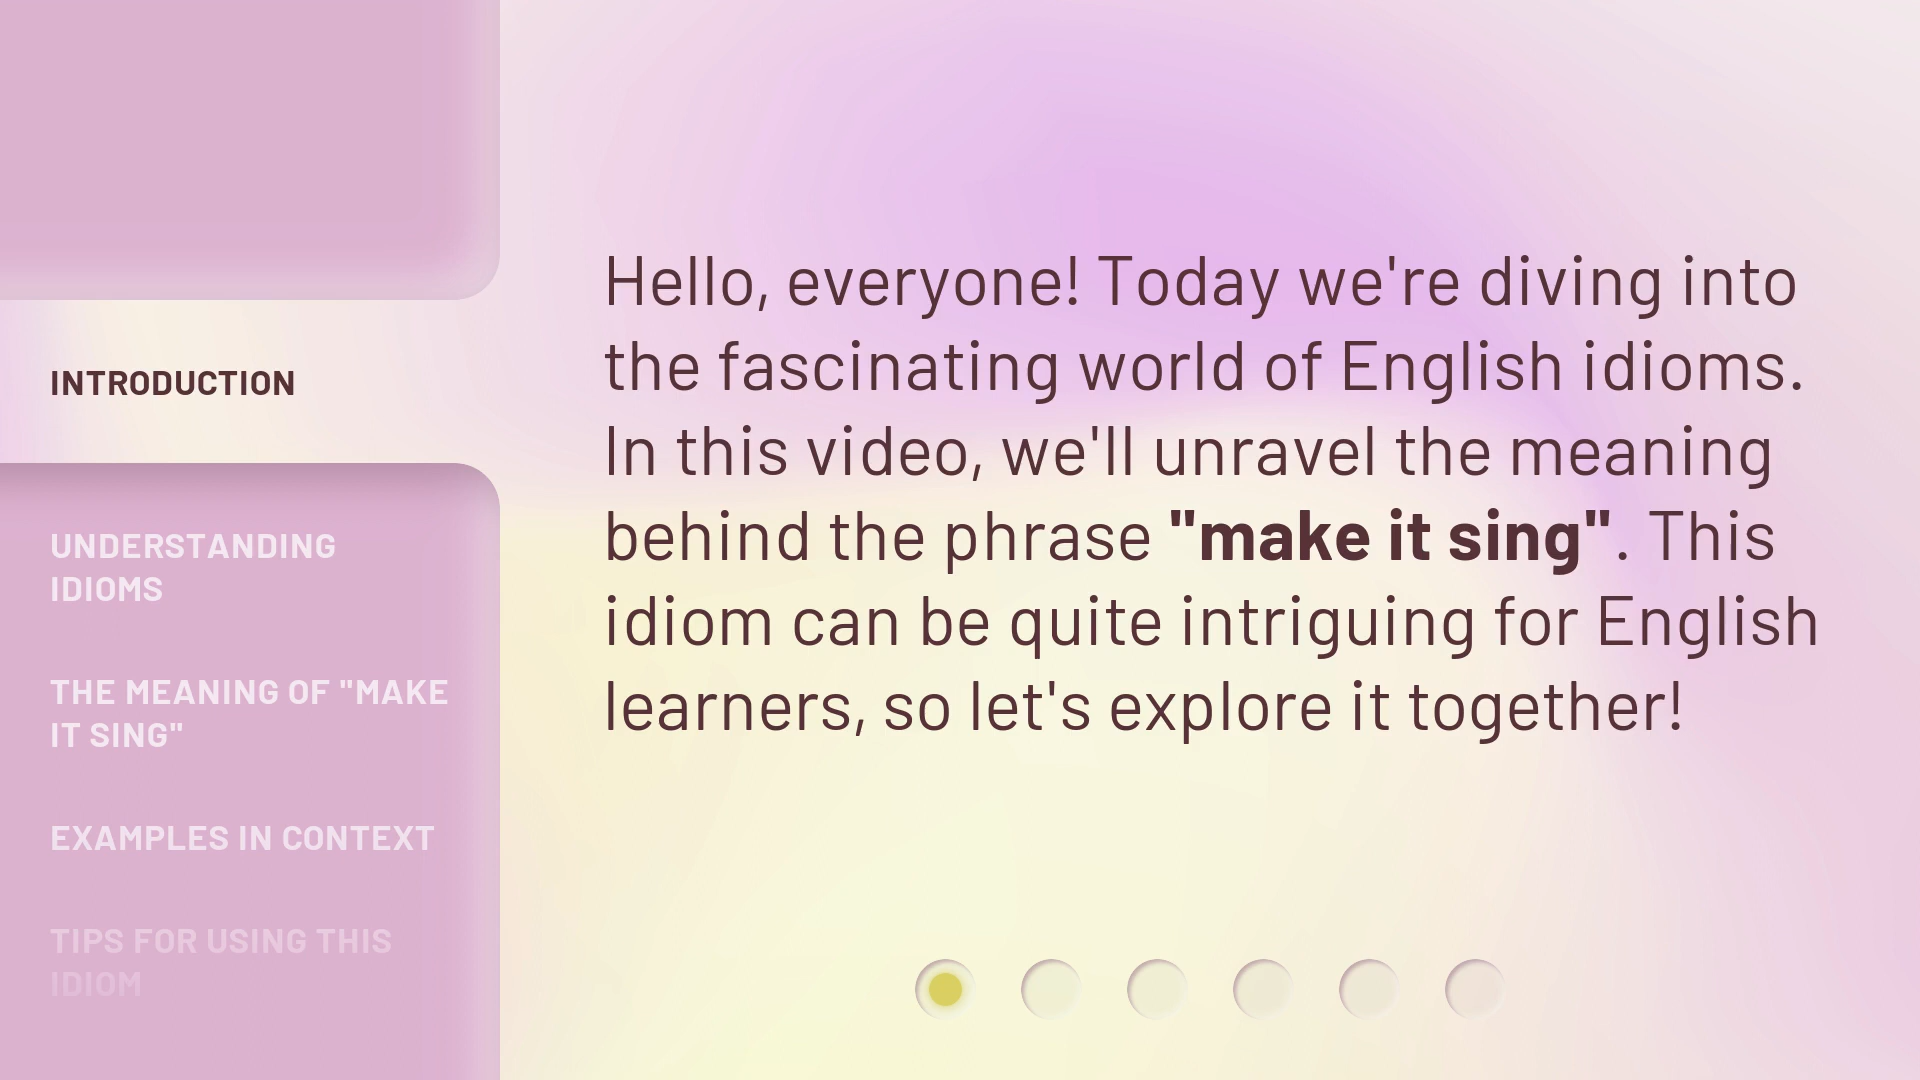 INTRODUCTION
UNDERSTANDING
IDIOMS
THE MEANING OF "MAKE
IT SING"
EXAMPLES IN CONTEXT
TIPS FOR USING THIS
IDIOM
Hello, everyone! Today we're diving into
the fascinating world of English idioms.
In this video, we'll unravel the meaning
behind the phrase "make it sing". This
idiom can be quite intriguing for English
learners, so let's explore it together!